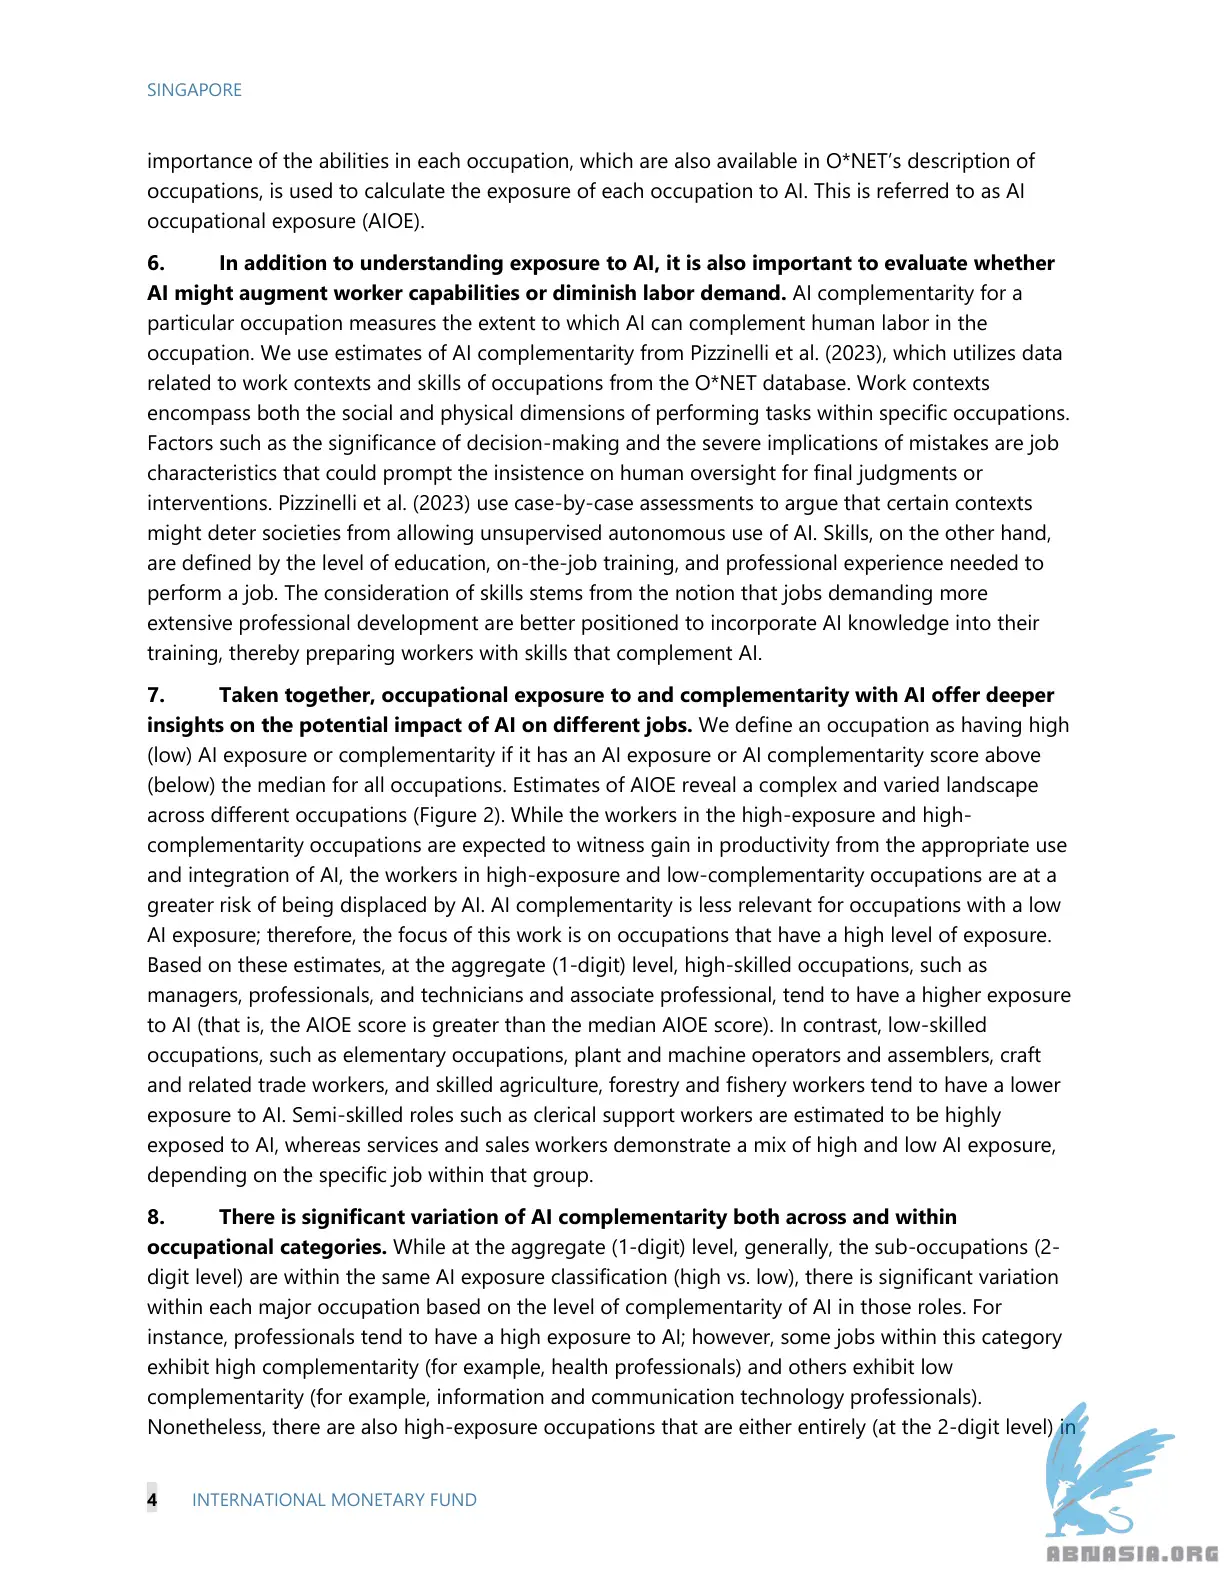 SINGAPORE
importance of the abilities in each occupation, which are also available in O*NET’s description of
occupations, is used to calculate the exposure of each occupation to AI. This is referred to as AI
occupational exposure (AIOE).
6. In addition to understanding exposure to AI, it is also important to evaluate whether
AI might augment worker capabilities or diminish labor demand. AI complementarity for a
particular occupation measures the extent to which AI can complement human labor in the
occupation. We use estimates of AI complementarity from Pizzinelli et al. (2023), which utilizes data
related to work contexts and skills of occupations from the O*NET database. Work contexts
encompass both the social and physical dimensions of performing tasks within specific occupations.
Factors such as the significance of decision-making and the severe implications of mistakes are job
characteristics that could prompt the insistence on human oversight for final judgments or
interventions. Pizzinelli et al. (2023) use case-by-case assessments to argue that certain contexts
might deter societies from allowing unsupervised autonomous use of AI. Skills, on the other hand,
are defined by the level of education, on-the-job training, and professional experience needed to
perform a job. The consideration of skills stems from the notion that jobs demanding more
extensive professional development are better positioned to incorporate AI knowledge into their
training, thereby preparing workers with skills that complement AI.
7. Taken together, occupational exposure to and complementarity with AI offer deeper
insights on the potential impact of AI on different jobs. We define an occupation as having high
(low) AI exposure or complementarity if it has an AI exposure or AI complementarity score above
(below) the median for all occupations. Estimates of AIOE reveal a complex and varied landscape
across different occupations (Figure 2). While the workers in the high-exposure and high-
complementarity occupations are expected to witness gain in productivity from the appropriate use
and integration of AI, the workers in high-exposure and low-complementarity occupations are at a
greater risk of being displaced by AI. AI complementarity is less relevant for occupations with a low
AI exposure; therefore, the focus of this work is on occupations that have a high level of exposure.
Based on these estimates, at the aggregate (1-digit) level, high-skilled occupations, such as
managers, professionals, and technicians and associate professional, tend to have a higher exposure
to AI (that is, the AIOE score is greater than the median AIOE score). In contrast, low-skilled
occupations, such as elementary occupations, plant and machine operators and assemblers, craft
and related trade workers, and skilled agriculture, forestry and fishery workers tend to have a lower
exposure to AI. Semi-skilled roles such as clerical support workers are estimated to be highly
exposed to AI, whereas services and sales workers demonstrate a mix of high and low AI exposure,
depending on the specific job within that group.
8. There is significant variation of AI complementarity both across and within
occupational categories. While at the aggregate (1-digit) level, generally, the sub-occupations (2-
digit level) are within the same AI exposure classification (high vs. low), there is significant variation
within each major occupation based on the level of complementarity of AI in those roles. For
instance, professionals tend to have a high exposure to AI; however, some jobs within this category
exhibit high complementarity (for example, health professionals) and others exhibit low
complementarity (for example, information and communication technology professionals).
Nonetheless, there are also high-exposure occupations that are either entirely (at the 2-digit level) in
4 INTERNATIONAL MONETARY FUND
ABNASIA.ORG